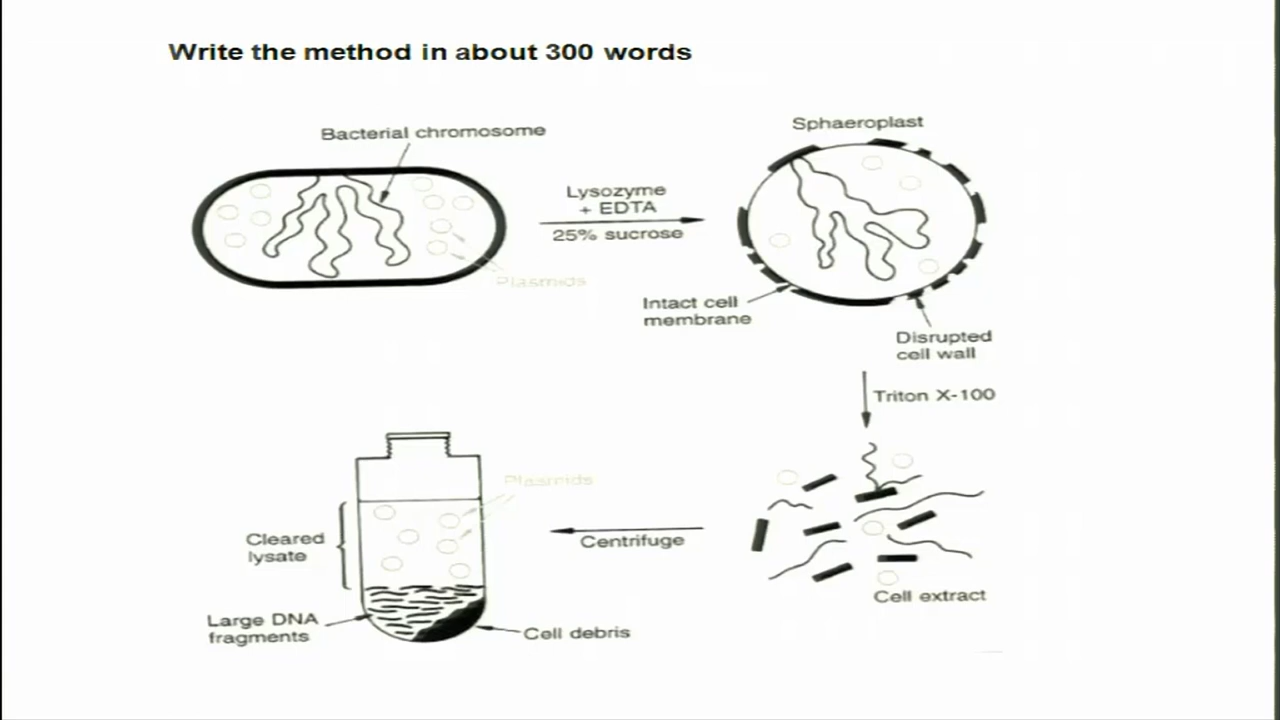 Write the method in about 300 words
Bacterial chromosome
Sphaeroplast
Lysozyme
+ EDTA
25% sucrose
Plasmids
Intact cell
membrane
Disrupted
cell wall
Triton X-100
Plasmids
Cleared
lysate
Centrifuge
Cell extract
Large DNA
fragments
Cell debris